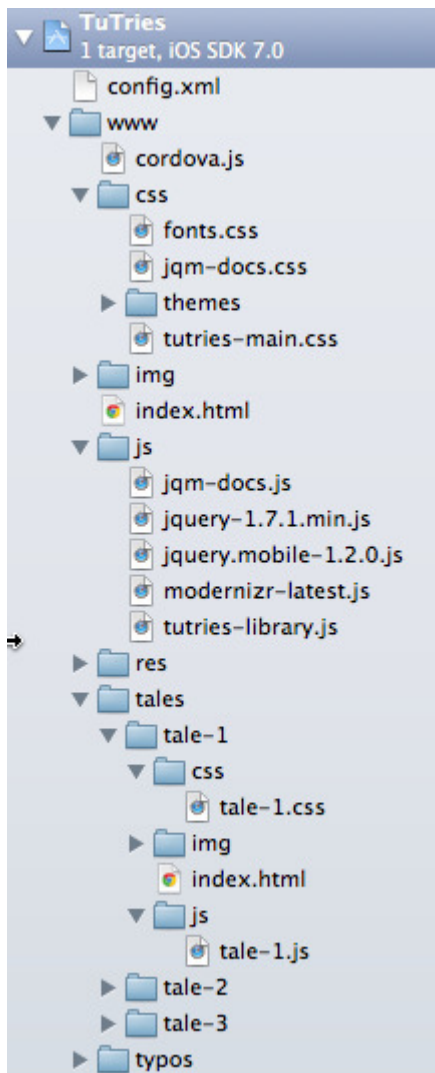 TuTries
1 target, iOS SDK 7.0
config.xml
www
cordova.js
css
fonts.css
jqm-docs.css
themes
tutries-main.css
img
index.html
js
jqm-docs.js
jquery-1.7.1.min.js
jquery.mobile-1.2.0.js
modernizr-latest.js
tutries-library.js
res
tales
tale-1
css
tale-1.css
img
index.html
js
tale-1.js
tale-2
tale-3
typos